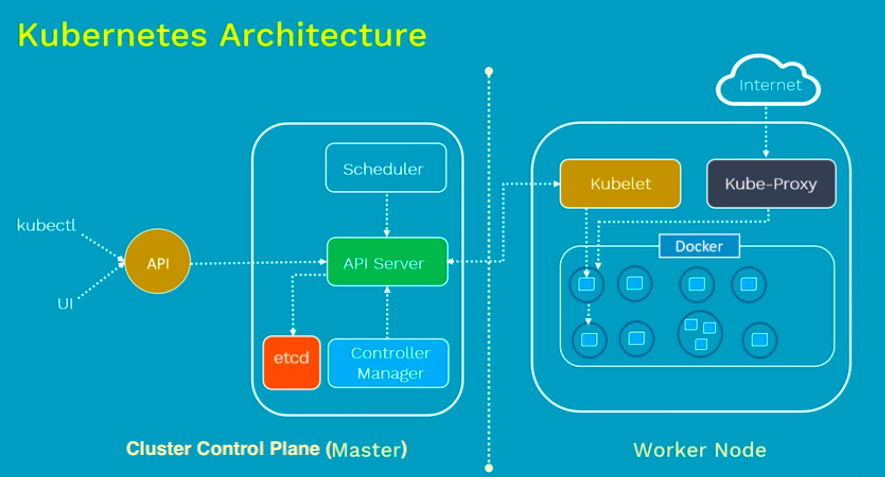 Kubernetes Architecture
Internet
Scheduler
Kubelet
Kube-Proxy
kubectl
Docker
API
API Server
UI
etcd
Controller
Manager
Cluster Control Plane (Master)
Worker Node